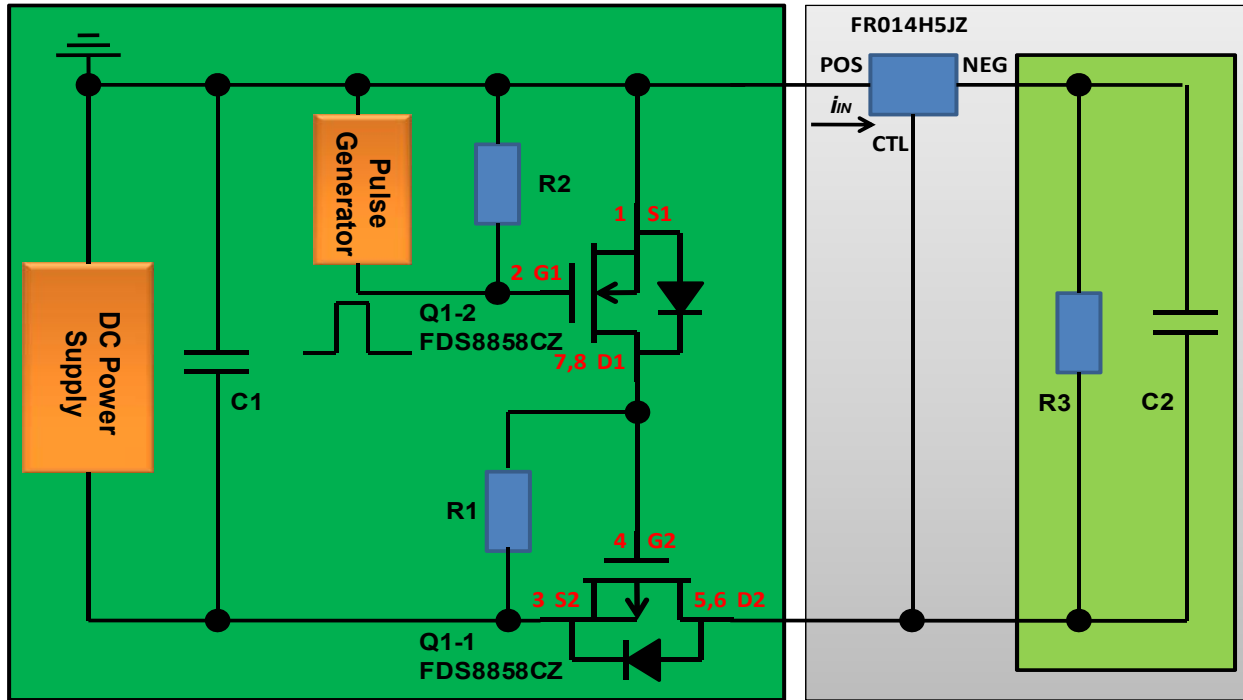 FR014H5JZ
POS
NEG
iIN
CTL
Pulse
Generator
R2
1 S1
2 G1
Q1-2
FDS8858CZ
7,8 D1
DC Power
Supply
C1
R3
C2
R1
4 G2
3 S2
5,6 D2
Q1-1
FDS8858CZ